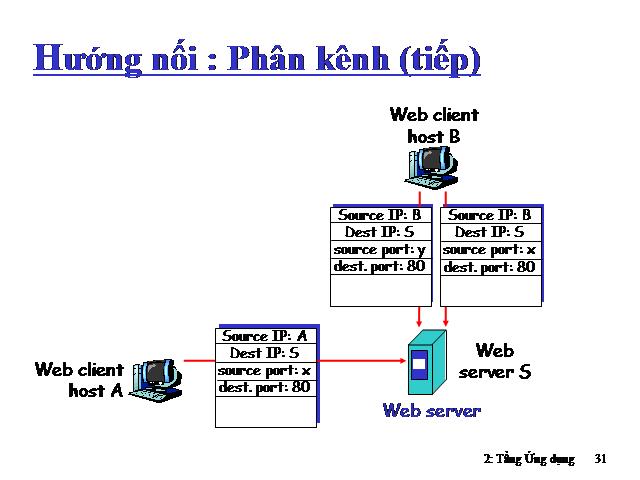 Hướng nối : Phân kênh (tiếp)
Web client
host B
Source IP: B
Dest IP: S
source port: y
dest. port: 80
Source IP: B
Dest IP: S
source port: x
dest. port: 80
Source IP: A
Dest IP: S
source port: x
dest. port: 80
Web client
host A
Web
server S
Web server
2: Tầng Ứng dụng 31